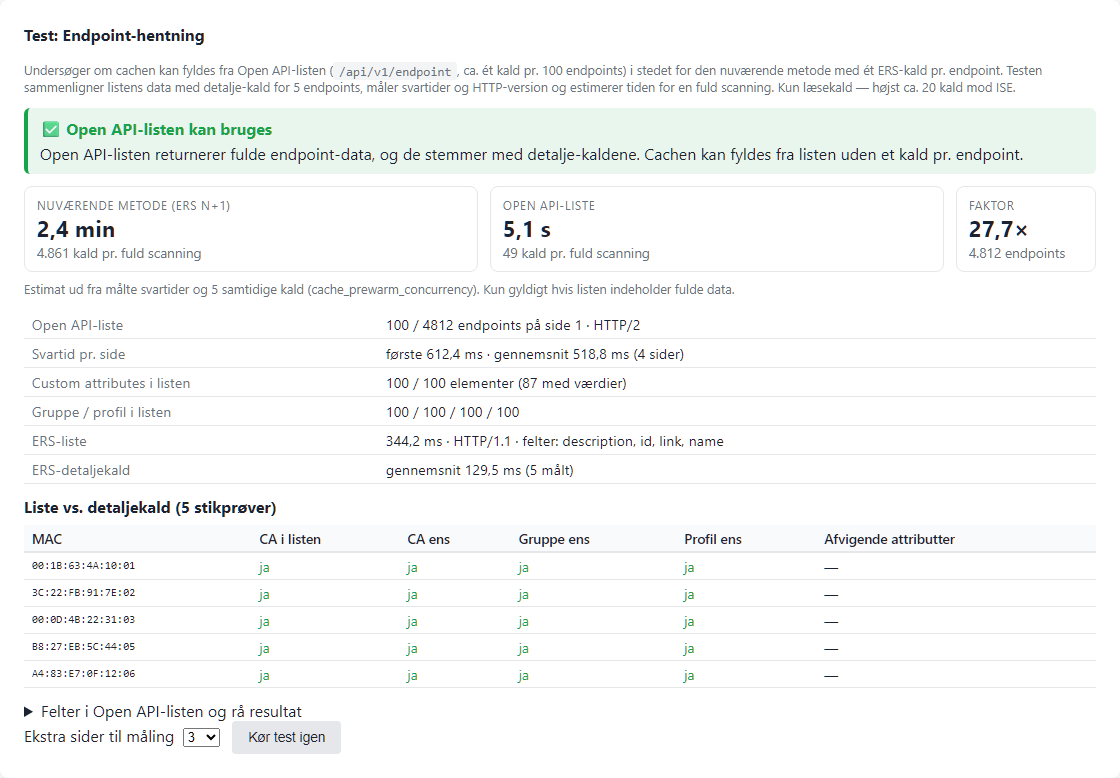 Test: Endpoint-hentning
Undersøger om cachen kan fyldes fra Open API-listen ( /api/v1/endpoint , ca. ét kald pr. 100 endpoints) i stedet for den nuværende metode med ét ERS-kald pr. endpoint. Testen
sammenligner listens data med detalje-kald for 5 endpoints, måler svartider og HTTP-version og estimerer tiden for en fuld scanning. Kun læsekald — højst ca. 20 kald mod ISE.
✅ Open API-listen kan bruges
Open API-listen returnerer fulde endpoint-data, og de stemmer med detalje-kaldene. Cachen kan fyldes fra listen uden et kald pr. endpoint.
NUVÆRENDE METODE (ERS N+1)
2,4 min
4.861 kald pr. fuld scanning
OPEN API-LISTE
5,1 s
49 kald pr. fuld scanning
FAKTOR
27,7×
4.812 endpoints
Estimat ud fra målte svartider og 5 samtidige kald (cache_prewarm_concurrency). Kun gyldigt hvis listen indeholder fulde data.
Open API-liste 100 / 4812 endpoints på side 1 · HTTP/2
Svartid pr. side første 612,4 ms · gennemsnit 518,8 ms (4 sider)
Custom attributes i listen 100 / 100 elementer (87 med værdier)
Gruppe / profil i listen 100 / 100 / 100 / 100
ERS-liste 344,2 ms · HTTP/1.1 · felter: description, id, link, name
ERS-detaljekald gennemsnit 129,5 ms (5 målt)
Liste vs. detaljekald (5 stikprøver)
MAC CA i listen CA ens Gruppe ens Profil ens Afvigende attributter
00:1B:63:4A:10:01 ja ja ja ja —
3C:22:FB:91:7E:02 ja ja ja ja —
00:0D:4B:22:31:03 ja ja ja ja —
B8:27:EB:5C:44:05 ja ja ja ja —
A4:83:E7:0F:12:06 ja ja ja ja —
▶ Felter i Open API-listen og rå resultat
Ekstra sider til måling 3 Kør test igen